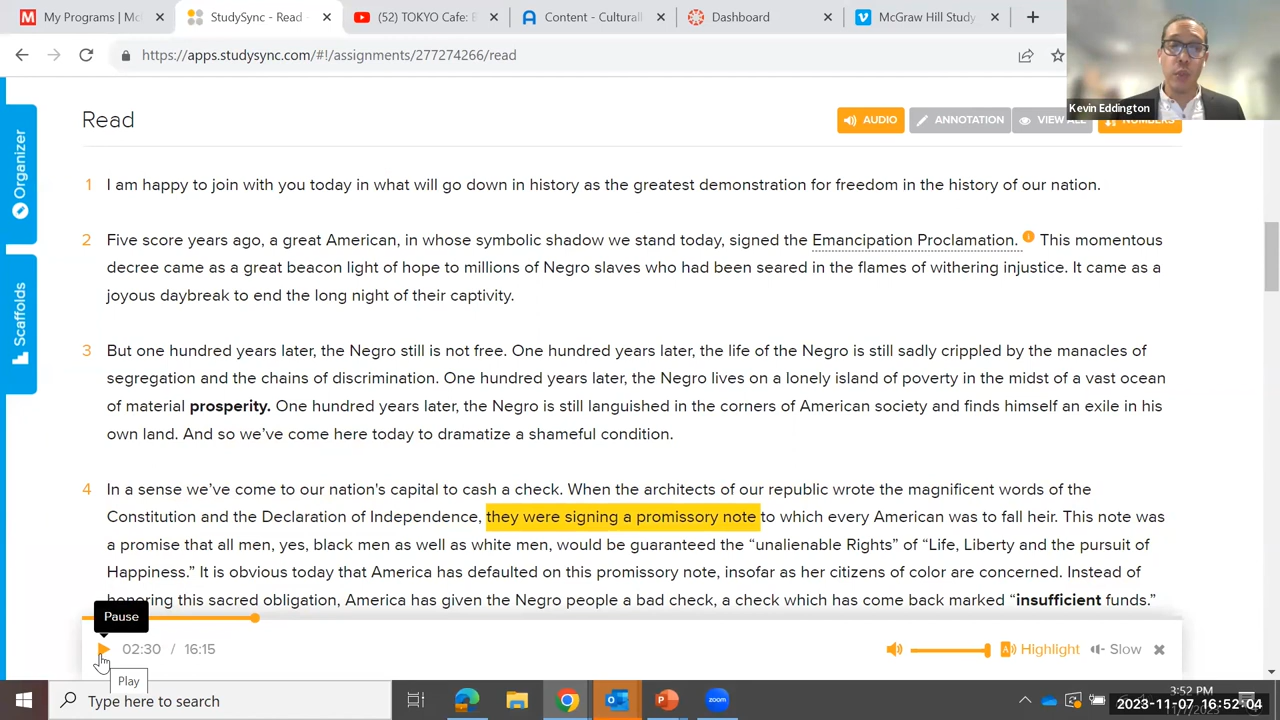 My Programs | Mc
StudySync - Read -
(52) TOKYO Cafe: B
Content - Culturall
Dashboard
McGraw Hill Study
https://apps.studysync.com/#!/assignments/277274266/read
Kevin Eddington
Read
AUDIO
ANNOTATION
VIEW ALL
NUMBERS
Organizer
Scaffolds
1 I am happy to join with you today in what will go down in history as the greatest demonstration for freedom in the history of our nation.
2 Five score years ago, a great American, in whose symbolic shadow we stand today, signed the Emancipation Proclamation. This momentous
decree came as a great beacon light of hope to millions of Negro slaves who had been seared in the flames of withering injustice. It came as a
joyous daybreak to end the long night of their captivity.
3 But one hundred years later, the Negro still is not free. One hundred years later, the life of the Negro is still sadly crippled by the manacles of
segregation and the chains of discrimination. One hundred years later, the Negro lives on a lonely island of poverty in the midst of a vast ocean
of material prosperity. One hundred years later, the Negro is still languished in the corners of American society and finds himself an exile in his
own land. And so we've come here today to dramatize a shameful condition.
4 In a sense we've come to our nation's capital to cash a check. When the architects of our republic wrote the magnificent words of the
Constitution and the Declaration of Independence, they were signing a promissory note to which every American was to fall heir. This note was
a promise that all men, yes, black men as well as white men, would be guaranteed the “unalienable Rights” of “Life, Liberty and the pursuit of
Happiness.” It is obvious today that America has defaulted on this promissory note, insofar as her citizens of color are concerned. Instead of
honoring this sacred obligation, America has given the Negro people a bad check, a check which has come back marked “insufficient funds.”
Pause
02:30 / 16:15
Highlight
Slow
Play
Type here to search
zoom
3:52 PM
2023-11-07 16:52:04